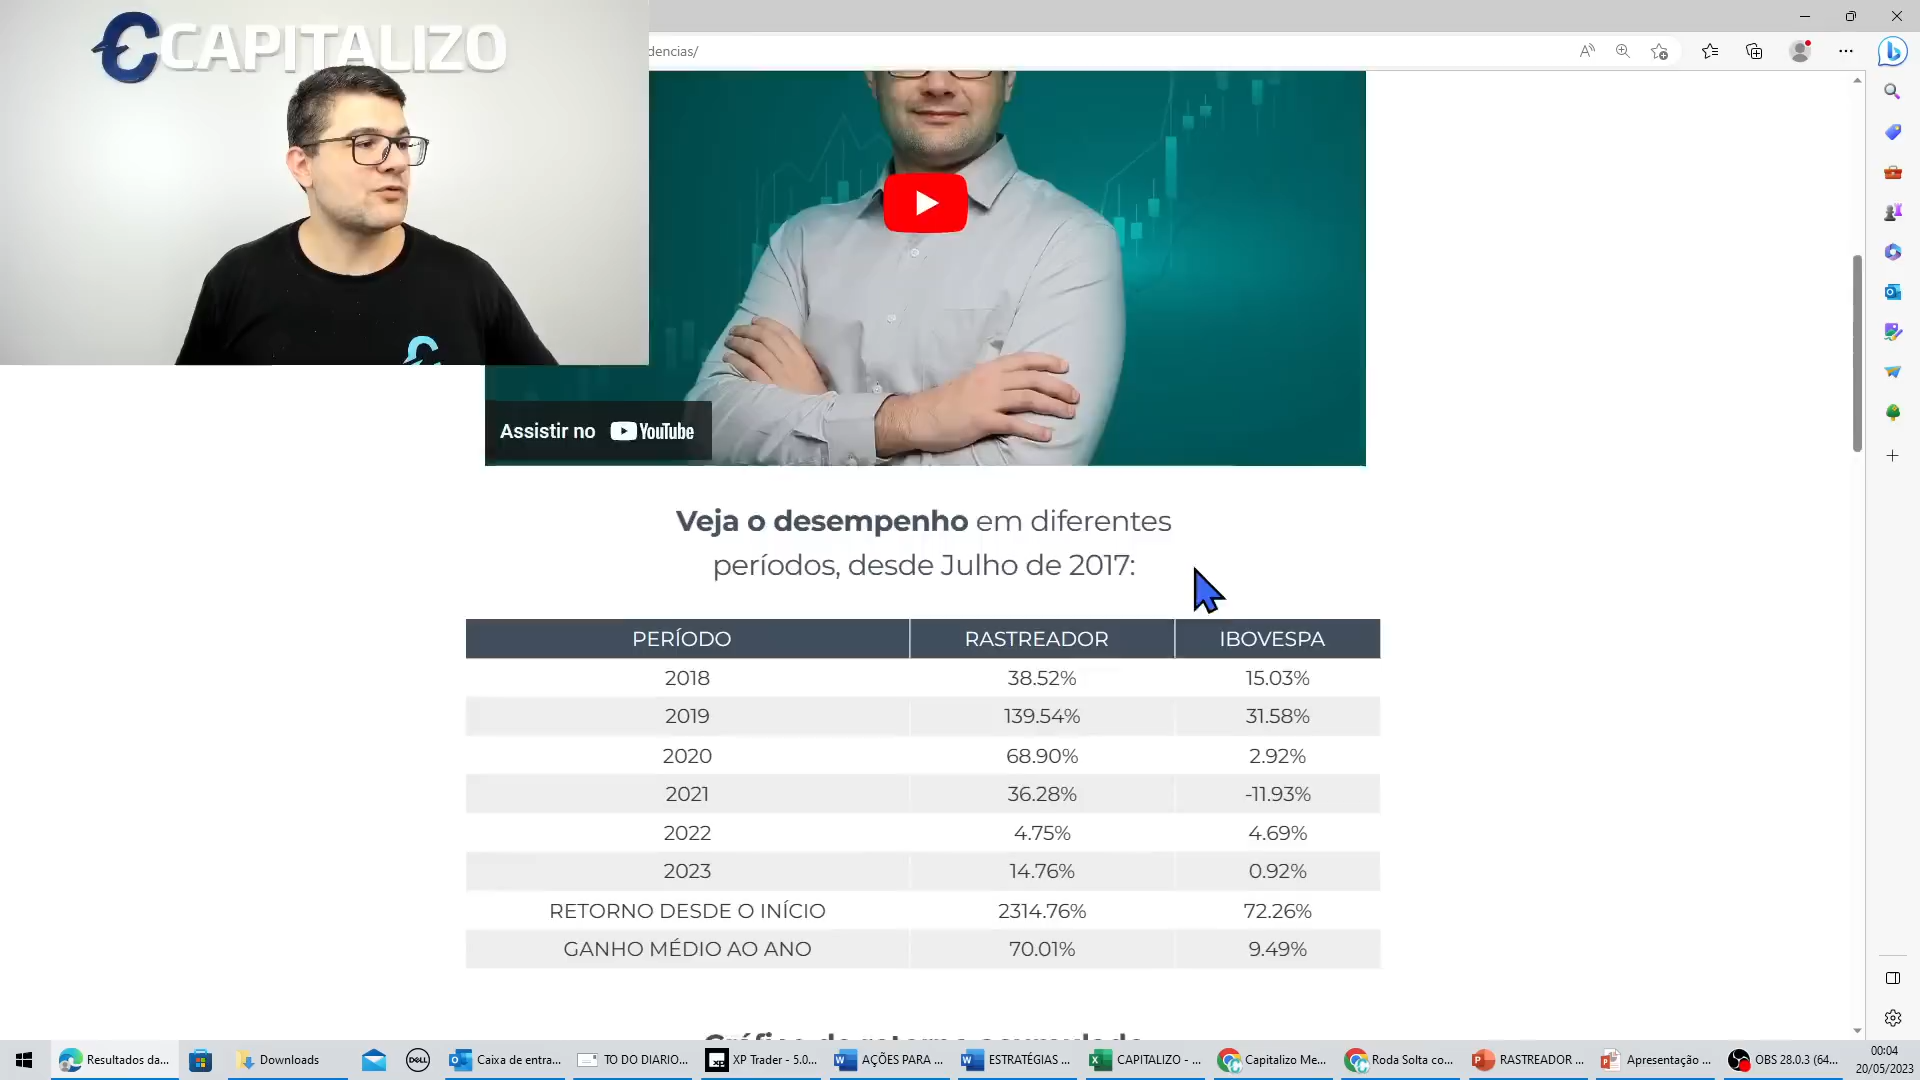 CAPITALIZO
dencias/
Assistir no YouTube
Veja o desempenho em diferentes
períodos, desde Julho de 2017:
PERÍODO RASTREADOR IBOVESPA
2018 38.52% 15.03%
2019 139.54% 31.58%
2020 68.90% 2.92%
2021 36.28% -11.93%
2022 4.75% 4.69%
2023 14.76% 0.92%
RETORNO DESDE O INÍCIO 2314.76% 72.26%
GANHO MÉDIO AO ANO 70.01% 9.49%
Gráfico de retorno acumulado
Resultados da... Downloads DELL Caixa de entra... TO DO DIARIO... XP Trader - 5.0... AÇÕES PARA ... ESTRATÉGIAS ... CAPITALIZO - ... Capitalizo Me... Roda Solta co... RASTREADOR ... Apresentação ... OBS 28.0.3 (64... 00:04
20/05/2023